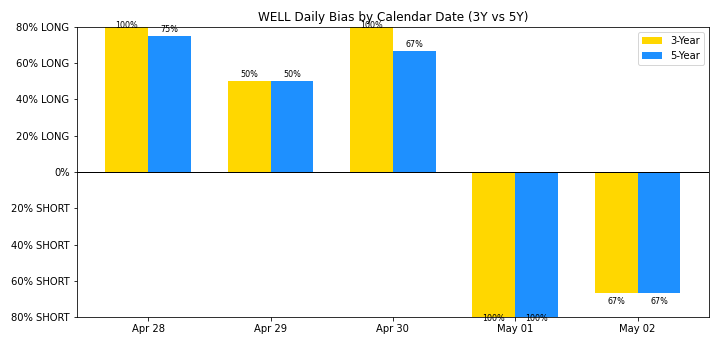 WELL Daily Bias by Calendar Date (3Y vs 5Y)
80% LONG
60% LONG
40% LONG
20% LONG
0%
20% SHORT
40% SHORT
60% SHORT
80% SHORT
100%
75%
50%
50%
100%
67%
100%
100%
67%
67%
3-Year
5-Year
Apr 28
Apr 29
Apr 30
May 01
May 02